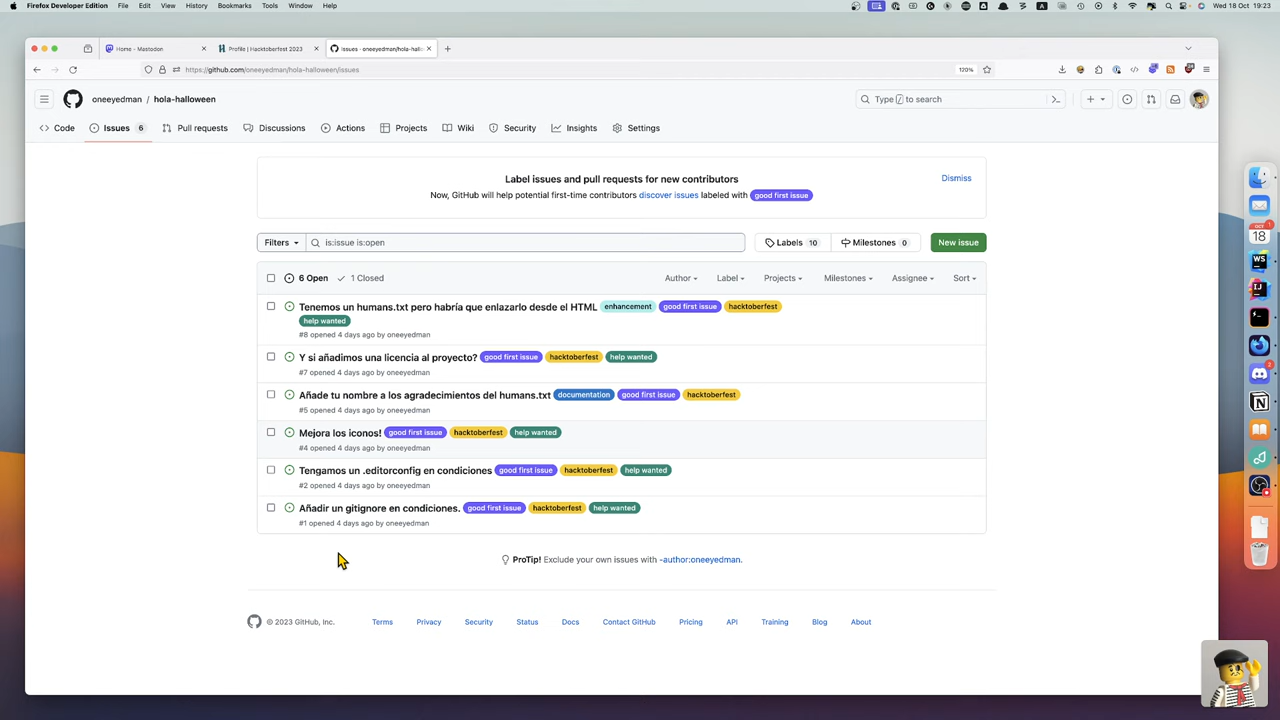 Firefox Developer Edition File Edit View History Bookmarks Tools Window Help
Wed 18 Oct 19:23
Home - Mastodon
Profile | Hacktoberfest 2023
Issues · oneeyedman/hola-hall
https://github.com/oneeyedman/hola-halloween/issues
120%
oneeyedman / hola-halloween
Type / to search
Code
Issues 6
Pull requests
Discussions
Actions
Projects
Wiki
Security
Insights
Settings
Label issues and pull requests for new contributors
Dismiss
Now, GitHub will help potential first-time contributors discover issues labeled with good first issue
Filters
is:issue is:open
Labels 10
Milestones 0
New issue
6 Open
1 Closed
Author
Label
Projects
Milestones
Assignee
Sort
Tenemos un humans.txt pero habría que enlazarlo desde el HTML enhancement good first issue hacktoberfest
help wanted
#8 opened 4 days ago by oneeyedman
Y si añadimos una licencia al proyecto? good first issue hacktoberfest help wanted
#7 opened 4 days ago by oneeyedman
Añade tu nombre a los agradecimientos del humans.txt documentation good first issue hacktoberfest
#5 opened 4 days ago by oneeyedman
Mejora los iconos! good first issue hacktoberfest help wanted
#4 opened 4 days ago by oneeyedman
Tengamos un .editorconfig en condiciones good first issue hacktoberfest help wanted
#2 opened 4 days ago by oneeyedman
Añadir un gitignore en condiciones. good first issue hacktoberfest help wanted
#1 opened 4 days ago by oneeyedman
ProTip! Exclude your own issues with -author:oneeyedman.
© 2023 GitHub, Inc.
Terms
Privacy
Security
Status
Docs
Contact GitHub
Pricing
API
Training
Blog
About
18
WS